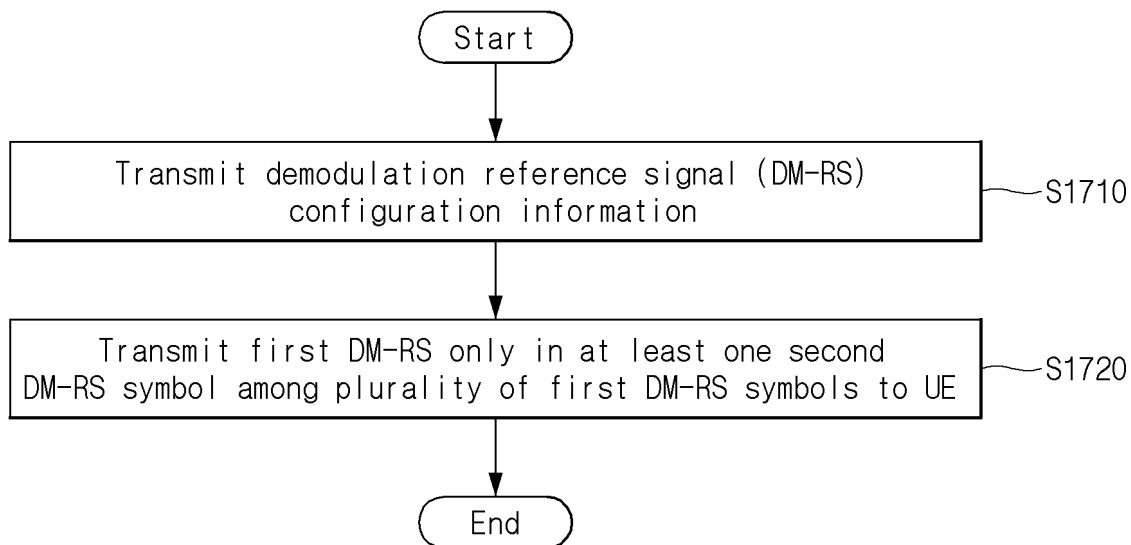 Start
Transmit demodulation reference signal (DM-RS)
configuration information
S1710
Transmit first DM-RS only in at least one second
DM-RS symbol among plurality of first DM-RS symbols to UE
S1720
End